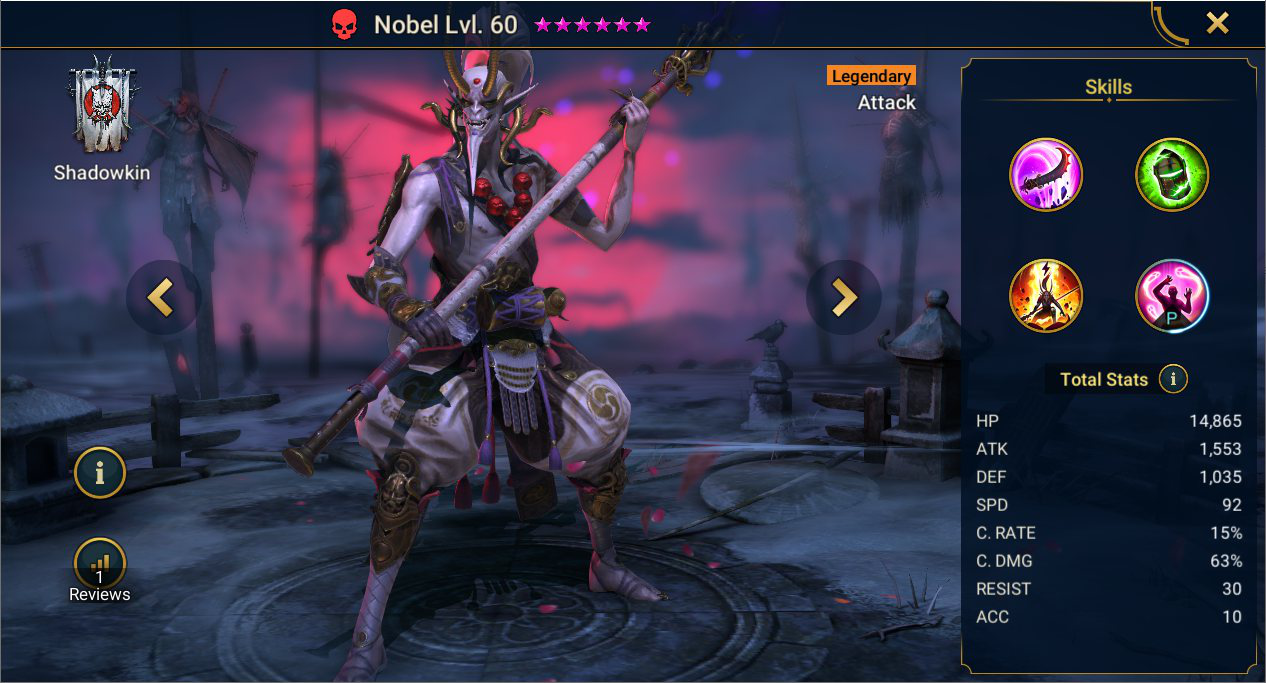 Nobel Lvl. 60
Shadowkin
Legendary
Attack
Skills
P
Total Stats i
HP 14,865
ATK 1,553
DEF 1,035
SPD 92
C. RATE 15%
C. DMG 63%
RESIST 30
ACC 10
i
1
Reviews